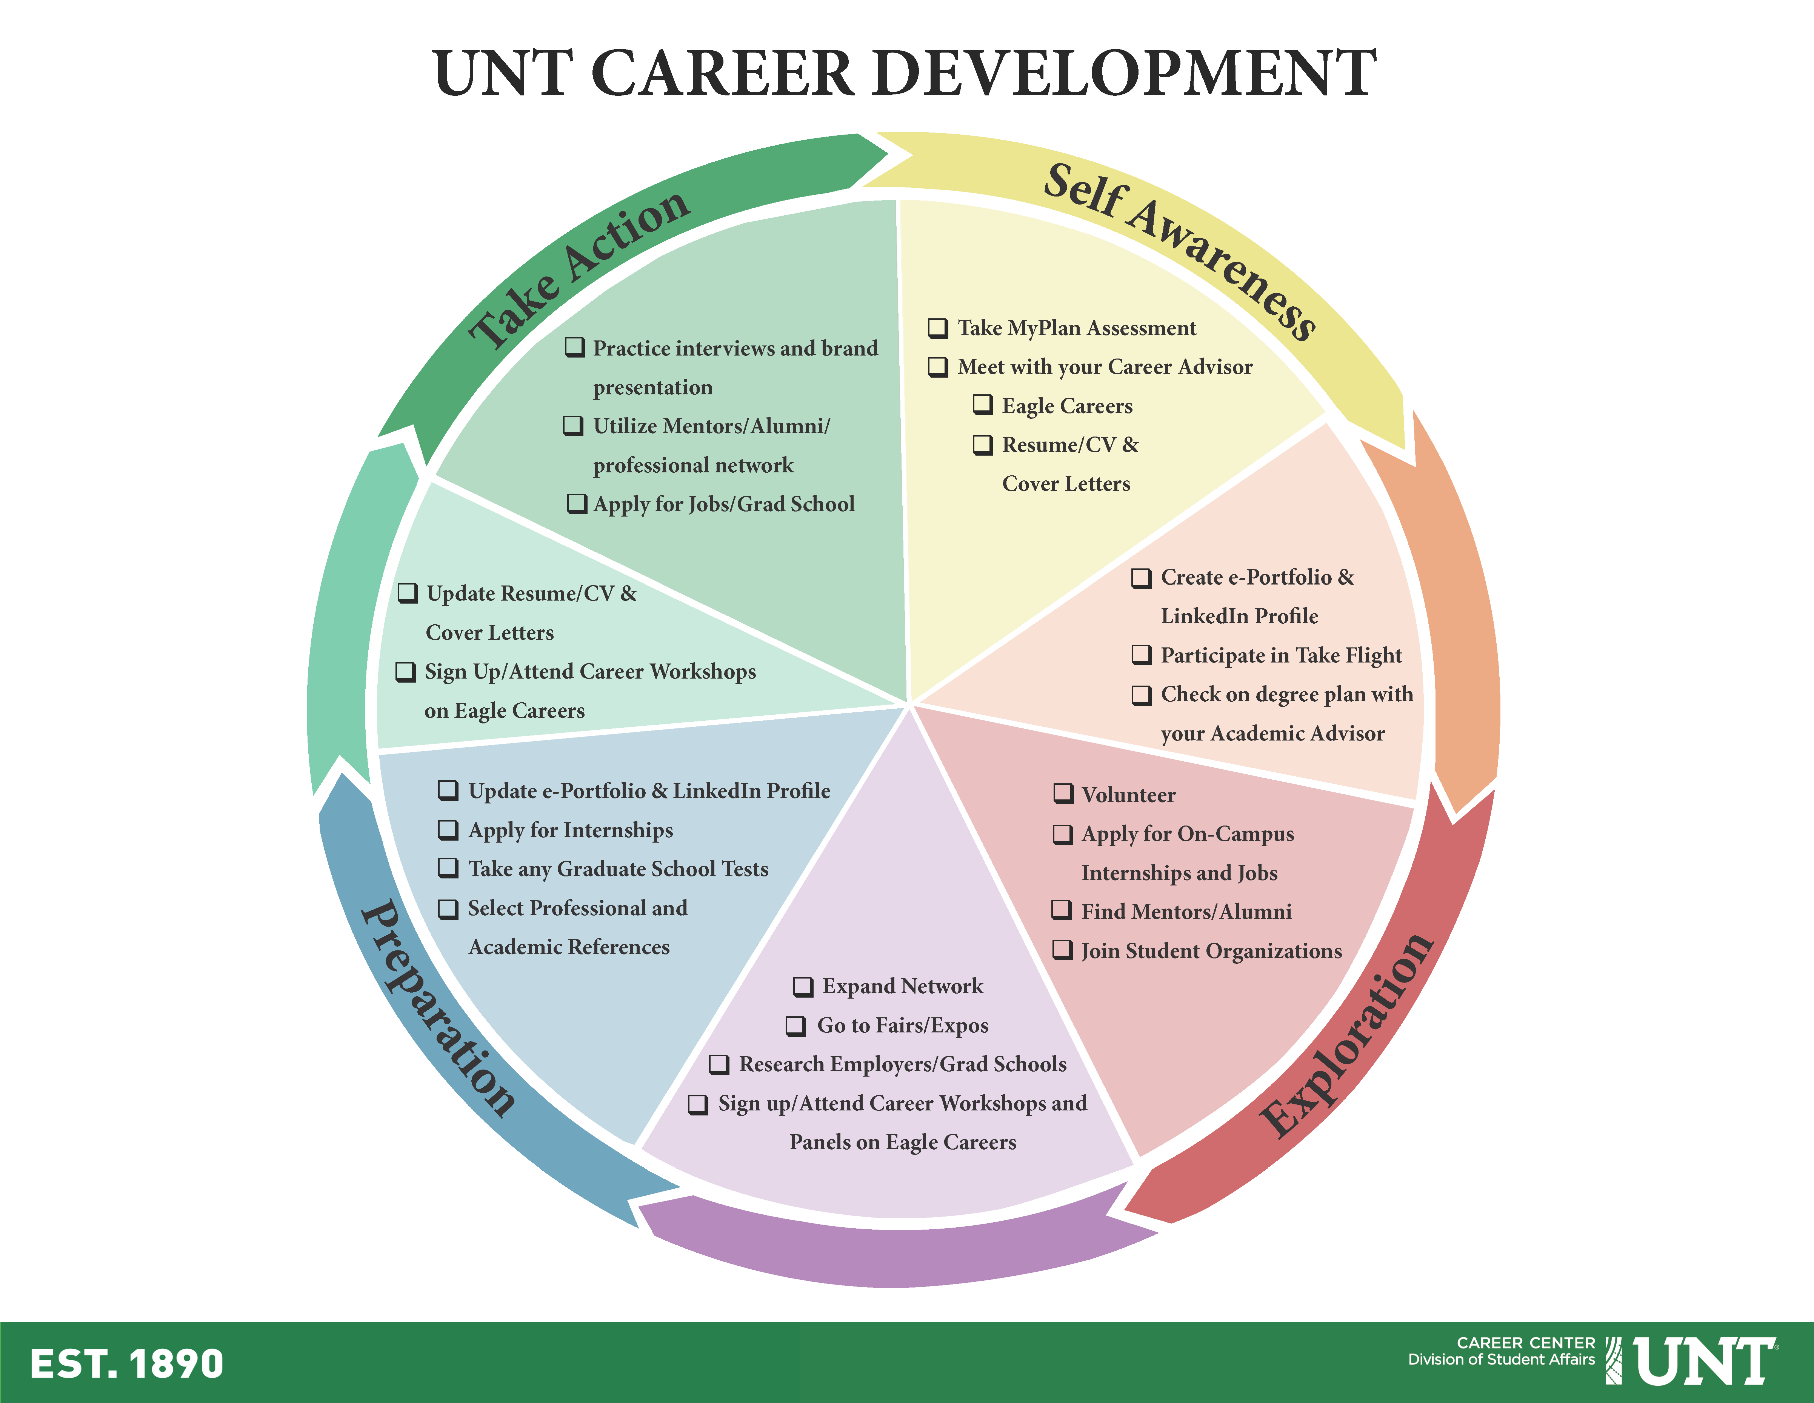 UNT CAREER DEVELOPMENT
Self Awareness
Take MyPlan Assessment
Meet with your Career Advisor
Eagle Careers
Resume/CV &
Cover Letters
Create e-Portfolio &
LinkedIn Profile
Participate in Take Flight
Check on degree plan with
your Academic Advisor
Exploration
Volunteer
Apply for On-Campus
Internships and Jobs
Find Mentors/Alumni
Join Student Organizations
Expand Network
Go to Fairs/Expos
Research Employers/Grad Schools
Sign up/Attend Career Workshops and
Panels on Eagle Careers
Preparation
Update e-Portfolio & LinkedIn Profile
Apply for Internships
Take any Graduate School Tests
Select Professional and
Academic References
Update Resume/CV &
Cover Letters
Sign Up/Attend Career Workshops
on Eagle Careers
Take Action
Practice interviews and brand
presentation
Utilize Mentors/Alumni/
professional network
Apply for Jobs/Grad School
EST. 1890
CAREER CENTER
Division of Student Affairs
UNT